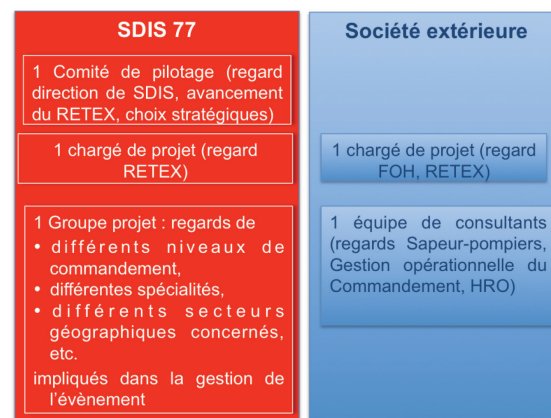 SDIS 77
1 Comité de pilotage (regard
direction de SDIS, avancement
du RETEX, choix stratégiques)
1 chargé de projet (regard
RETEX)
1 Groupe projet : regards de
• différents niveaux de
commandement,
• différentes spécialités,
• différents secteurs
géographiques concernés,
etc.
impliqués dans la gestion de
l'évènement
Société extérieure
1 chargé de projet (regard
FOH, RETEX)
1 équipe de consultants
(regards Sapeur-pompiers,
Gestion opérationnelle du
Commandement, HRO)